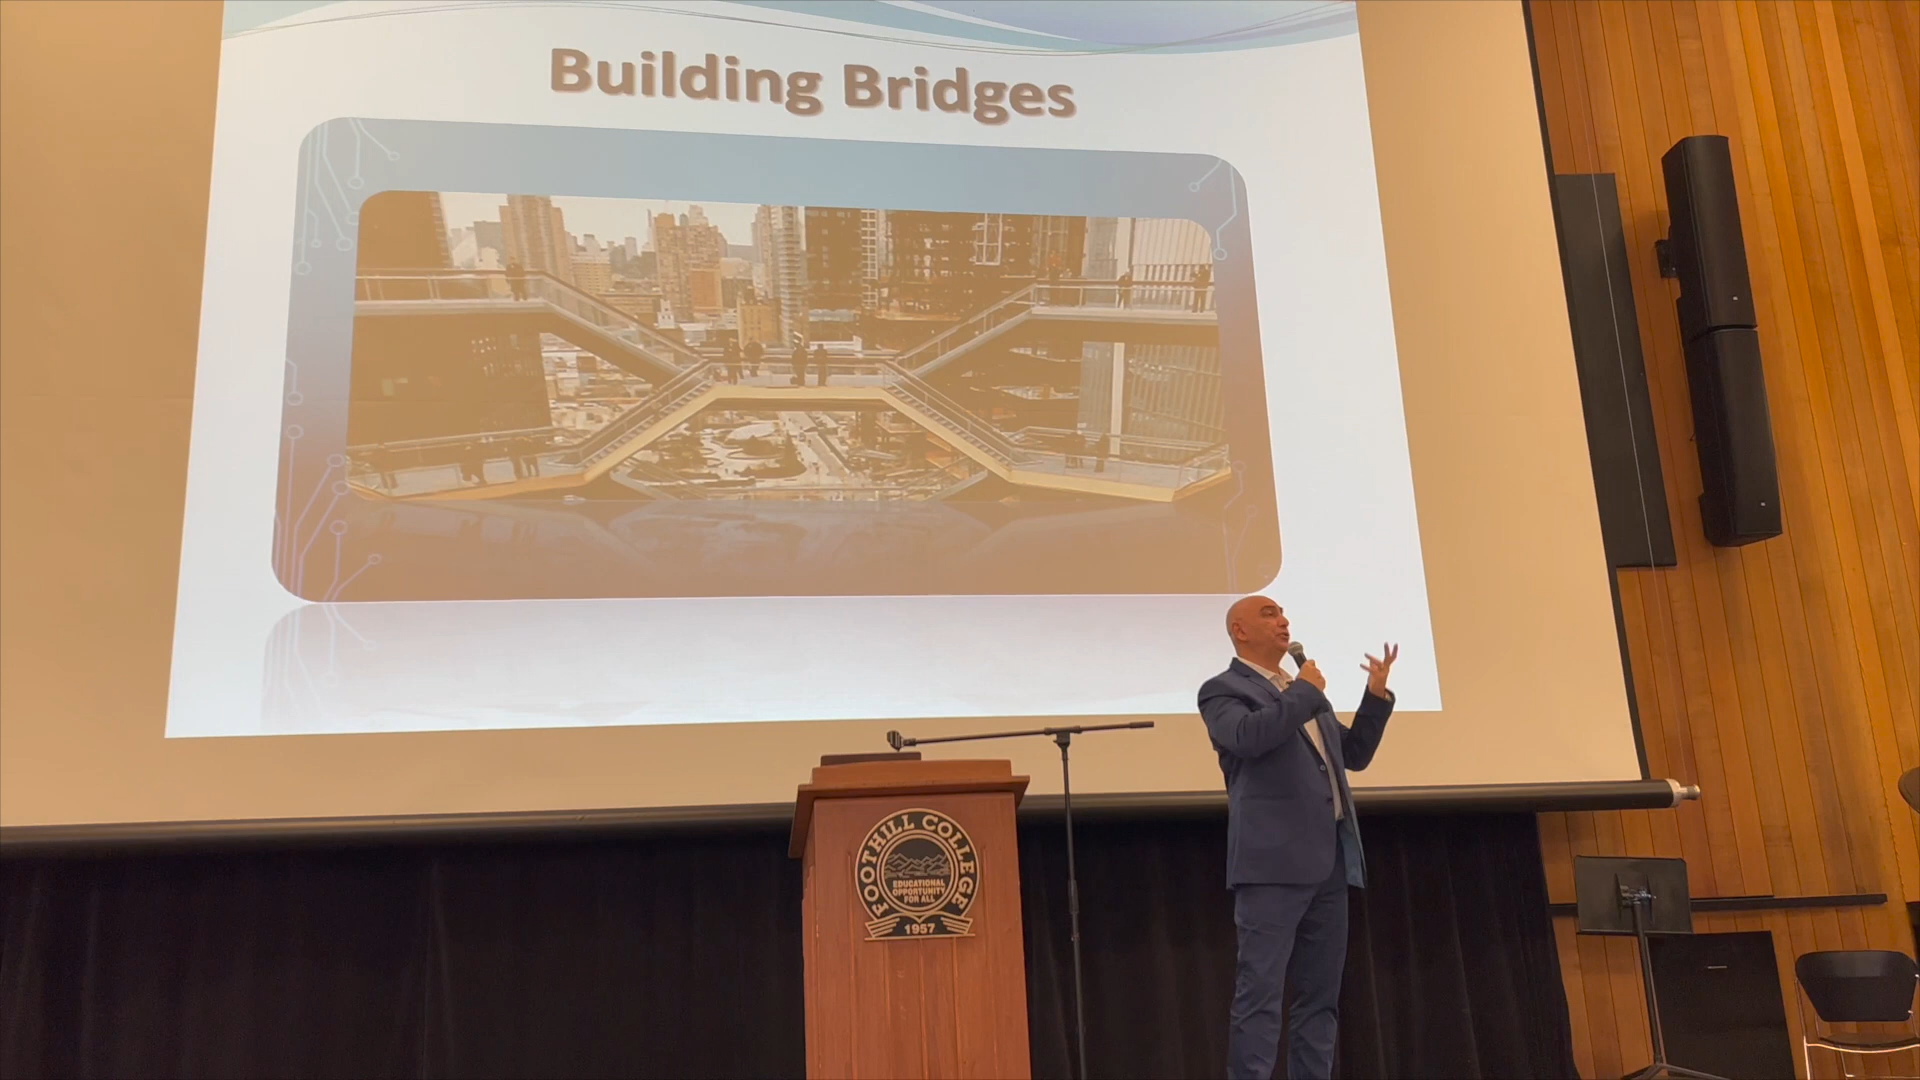 Building Bridges
FOOTHILL COLLEGE
EDUCATIONAL
OPPORTUNITY
FOR ALL
1957